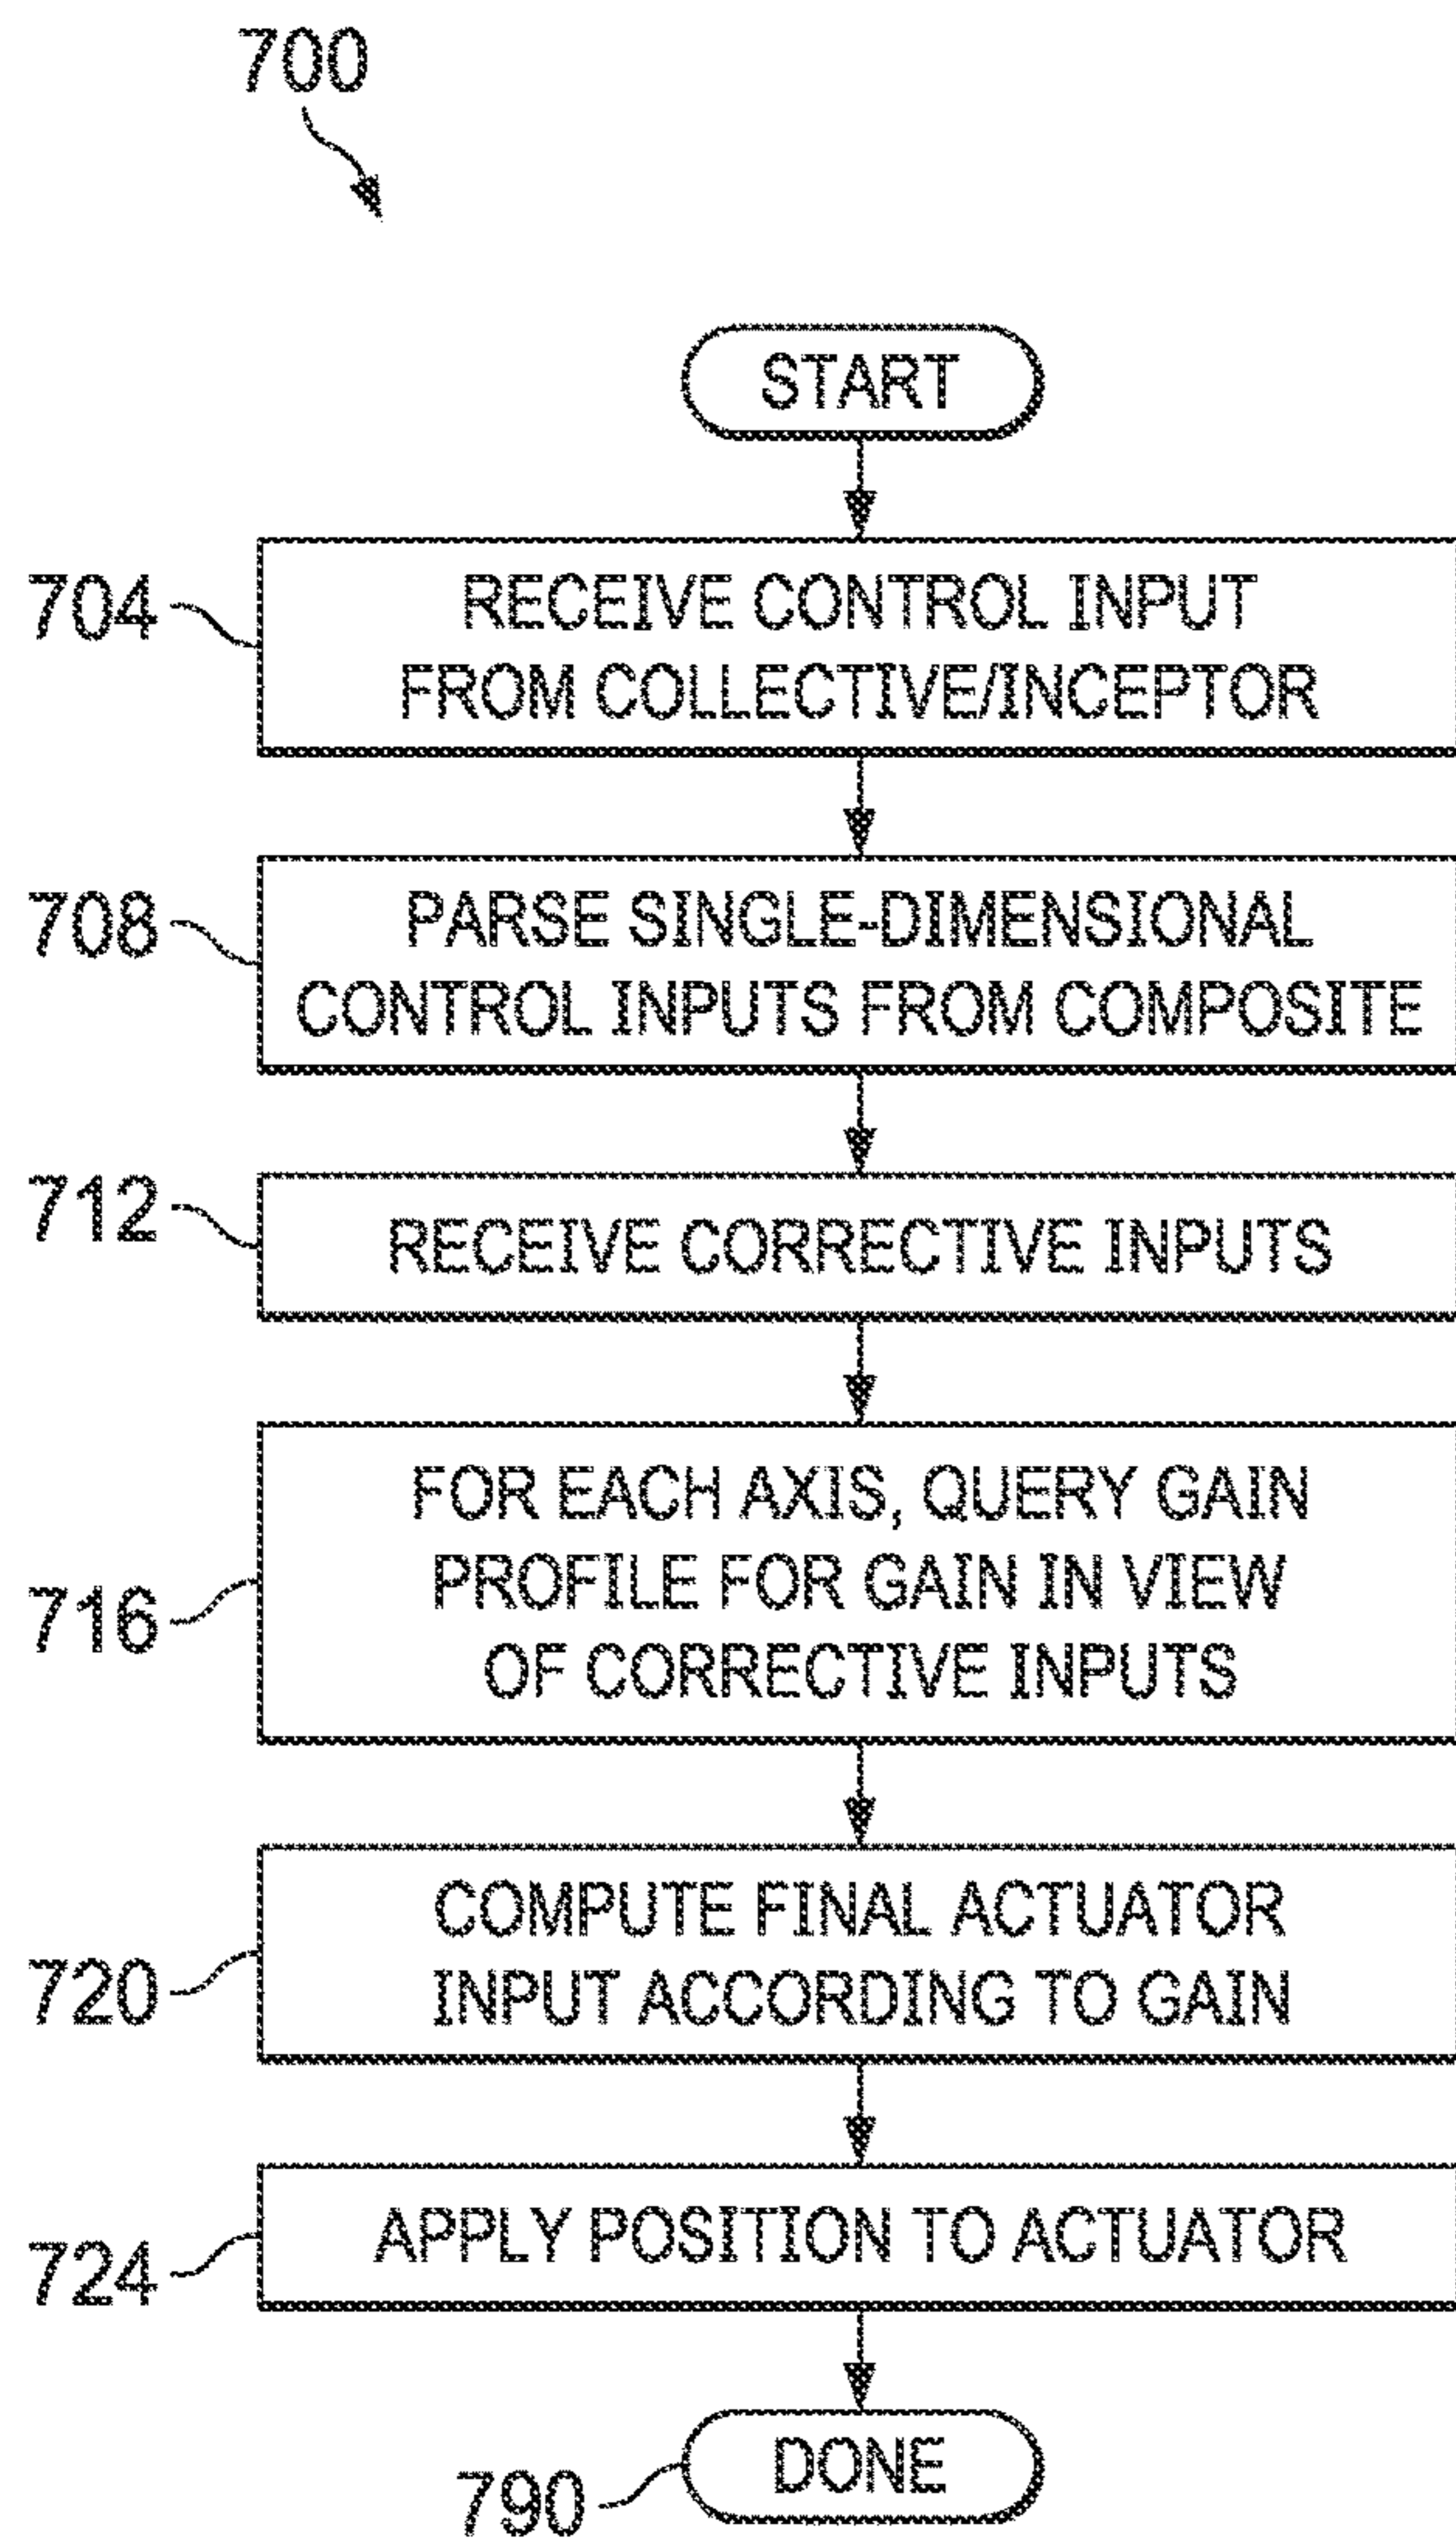 700
START
704
RECEIVE CONTROL INPUT
FROM COLLECTIVE/INCEPTOR
708
PARSE SINGLE-DIMENSIONAL
CONTROL INPUTS FROM COMPOSITE
712
RECEIVE CORRECTIVE INPUTS
716
FOR EACH AXIS, QUERY GAIN
PROFILE FOR GAIN IN VIEW
OF CORRECTIVE INPUTS
720
COMPUTE FINAL ACTUATOR
INPUT ACCORDING TO GAIN
724
APPLY POSITION TO ACTUATOR
790
DONE